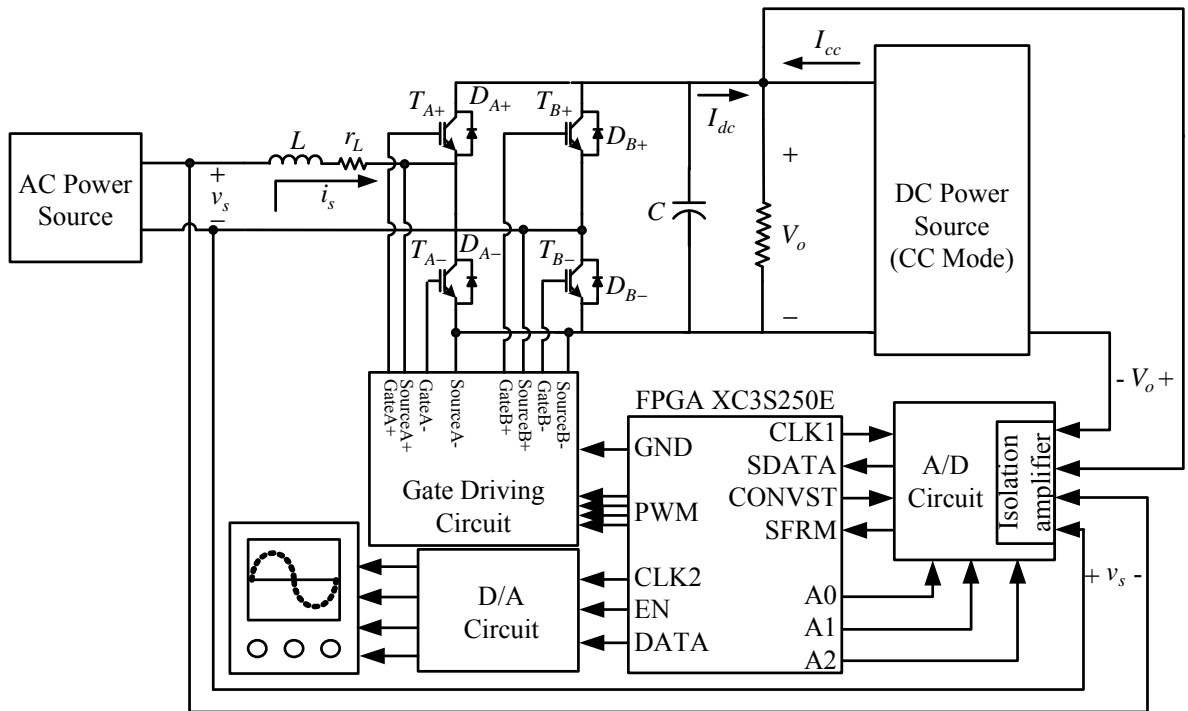 I_cc
T_A+
D_A+
T_B+
D_B+
I_dc
AC Power
Source
+
v_s
−
L
r_L
i_s
C
+
V_o
−
DC Power
Source
(CC Mode)
T_A−
D_A−
T_B−
D_B−
GateA+
SourceA+
GateA-
SourceA-
GateB+
SourceB+
GateB-
SourceB-
Gate Driving
Circuit
FPGA XC3S250E
GND
PWM
CLK2
EN
DATA
CLK1
SDATA
CONVST
SFRM
A0
A1
A2
A/D
Circuit
Isolation
amplifier
- V_o +
+ v_s -
D/A
Circuit